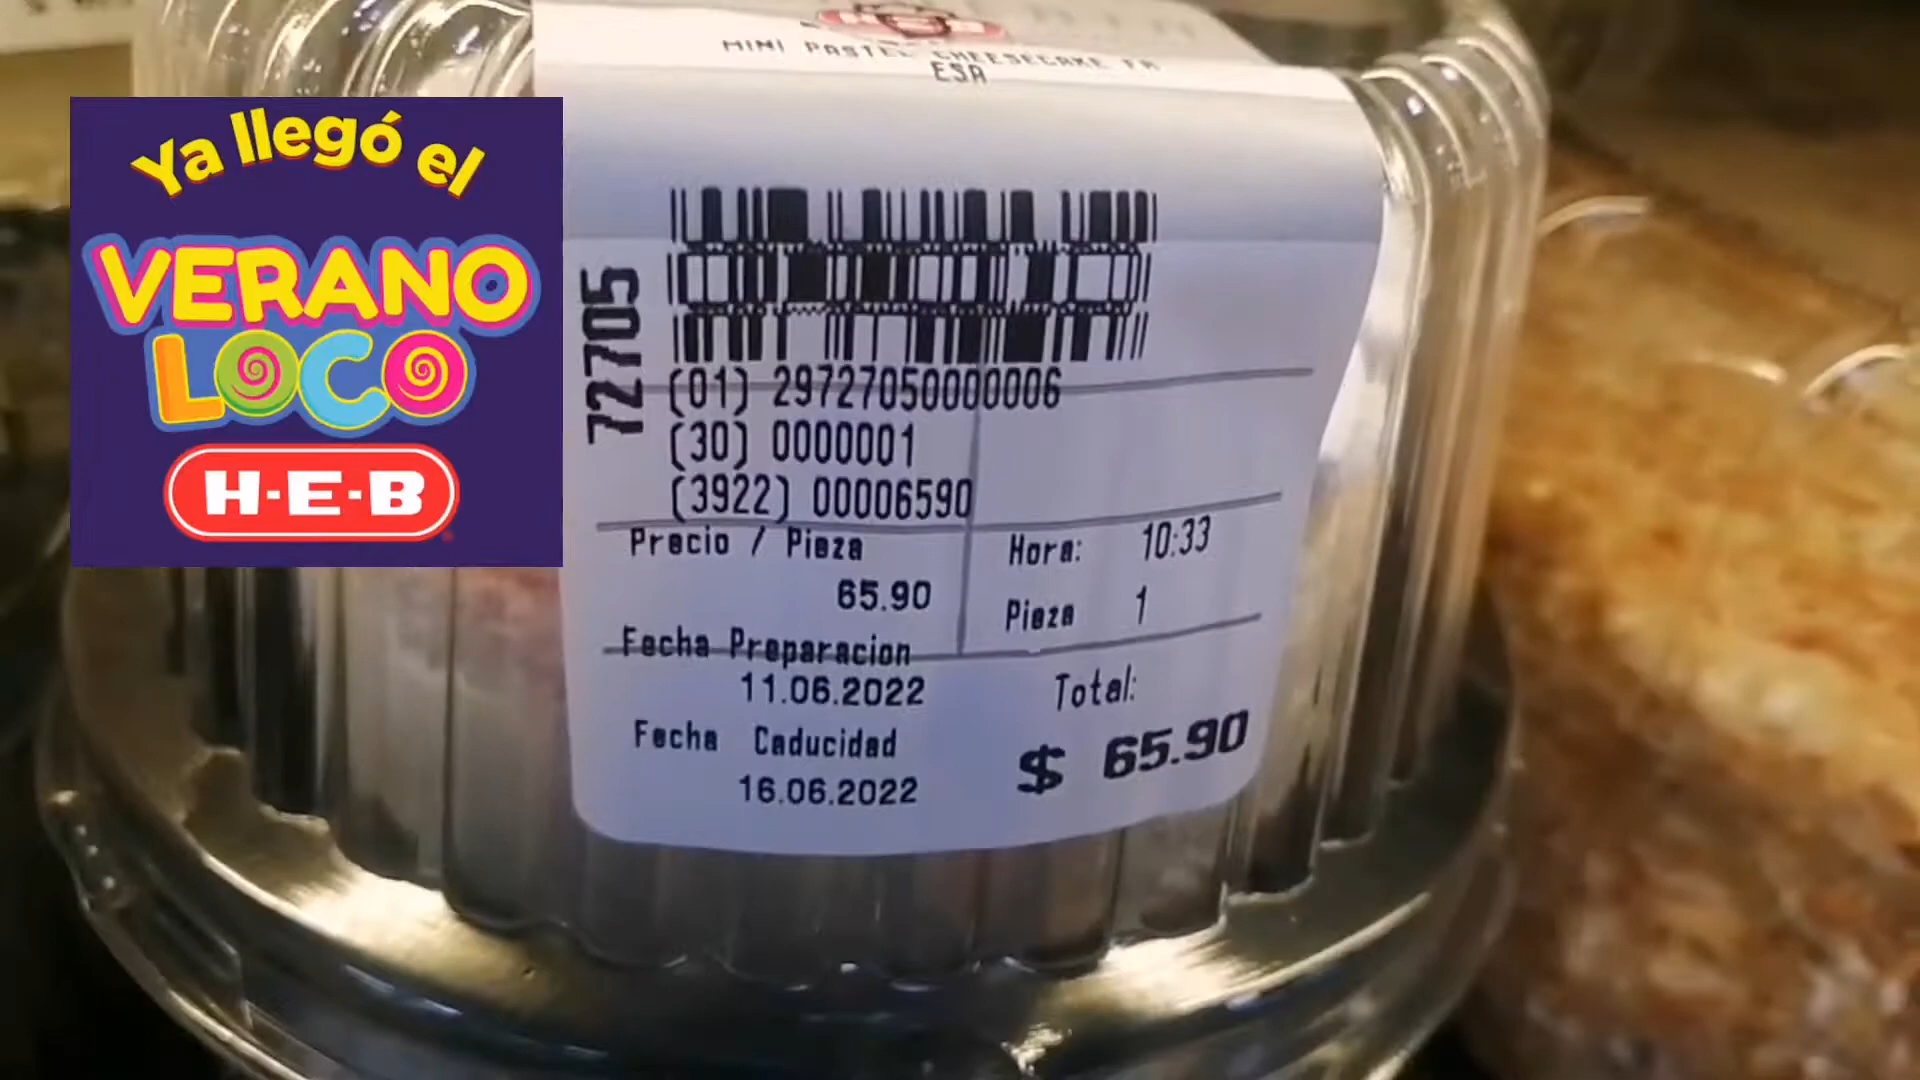 MINI PASTEL CHEESECAKE FR
ESA
Ya llegó el
VERANO
LOCO
H-E-B
72705
(01) 29727050000006
(30) 0000001
(3922) 00006590
Precio / Pieza
65.90
Hora: 10:33
Pieza 1
Fecha Preparacion
11.06.2022
Total:
$ 65.90
Fecha Caducidad
16.06.2022